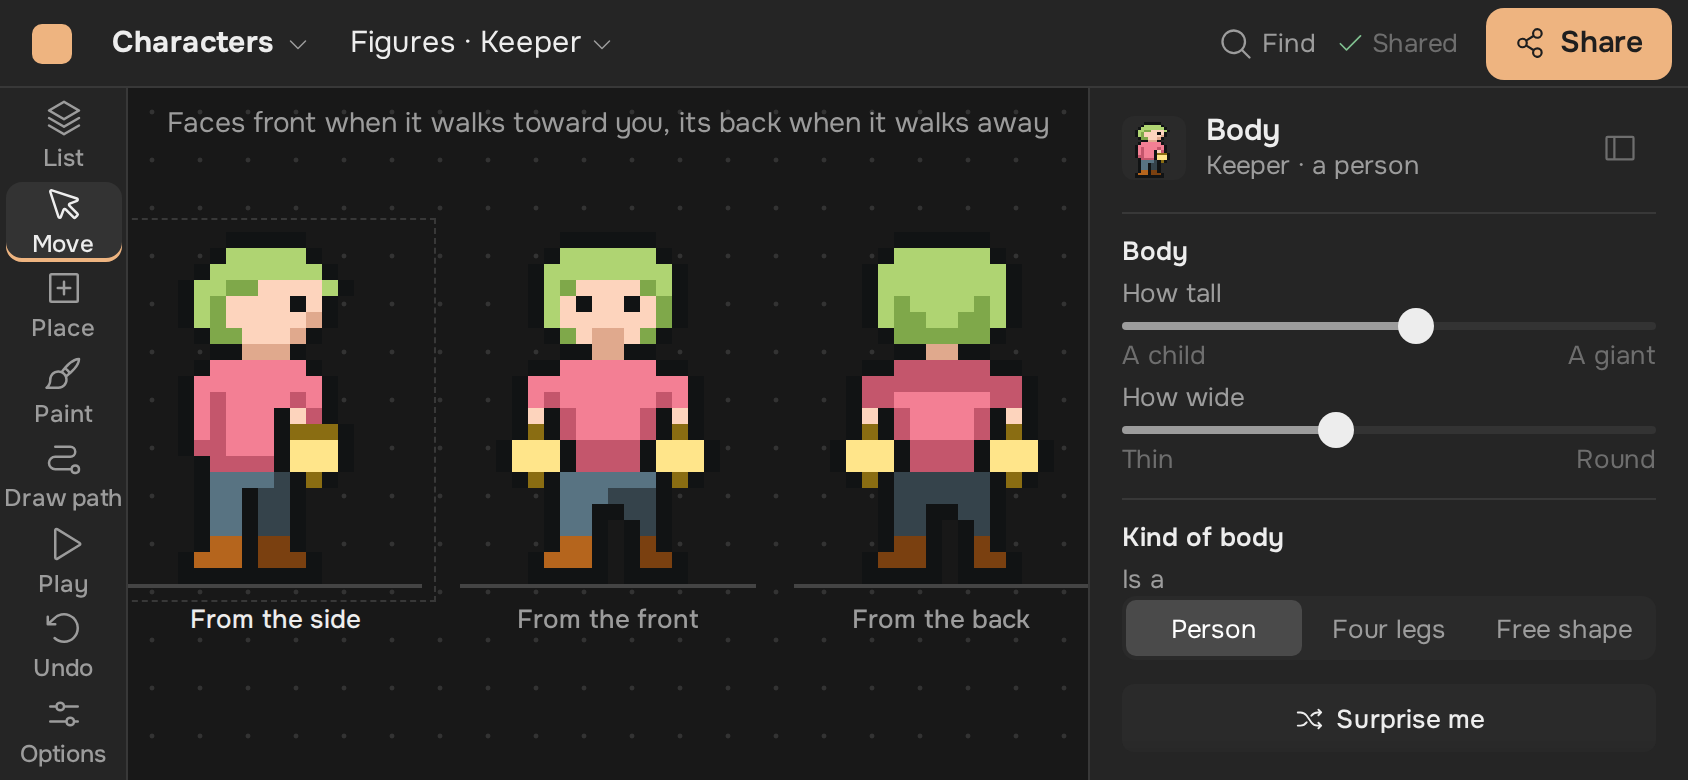 Characters
Figures · Keeper
Find
Shared
Share
List
Move
Place
Paint
Draw path
Play
Undo
Options
Faces front when it walks toward you, its back when it walks away
From the side
From the front
From the back
Body
Keeper · a person
Body
How tall
A child
A giant
How wide
Thin
Round
Kind of body
Is a
Person
Four legs
Free shape
Surprise me